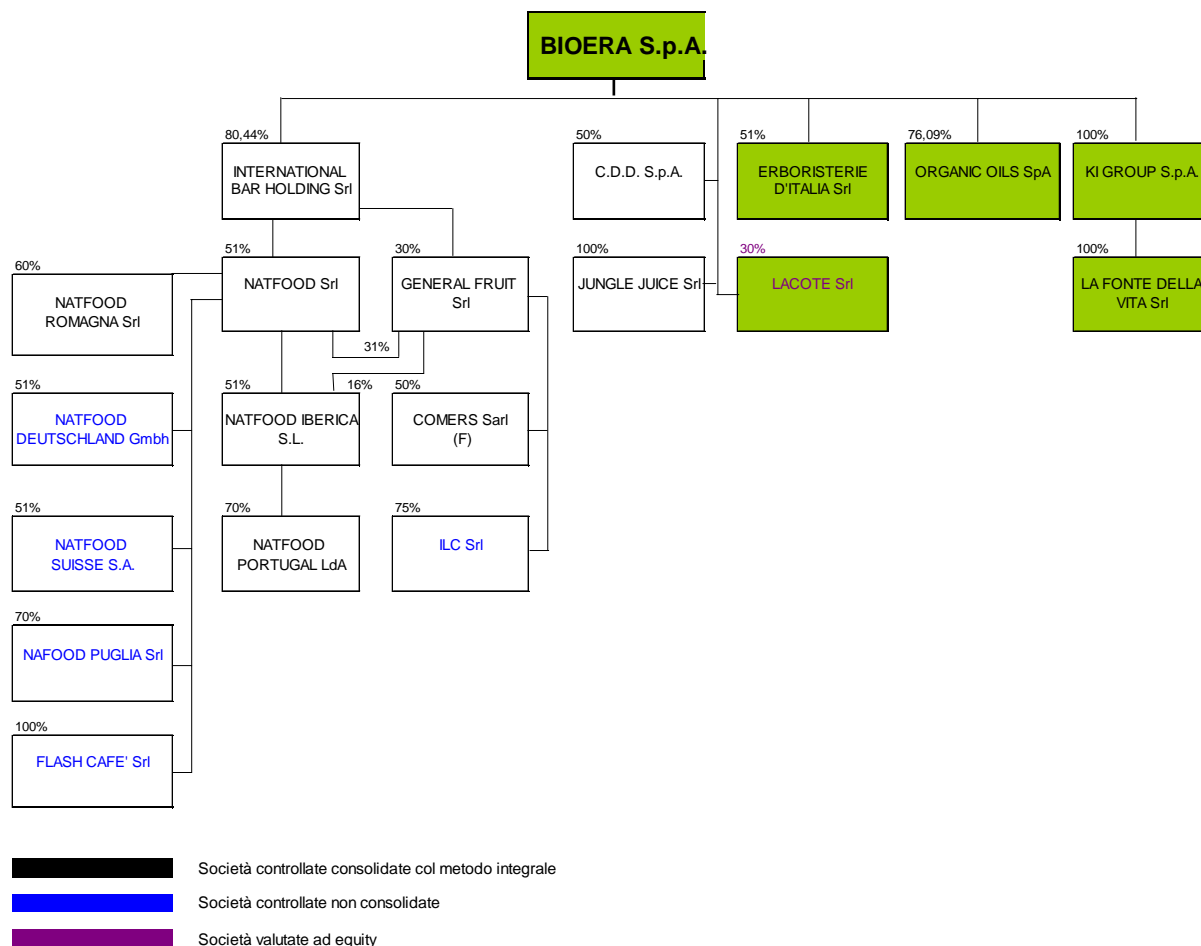 BIOERA S.p.A.
80,44%
INTERNATIONAL
BAR HOLDING Srl
50%
C.D.D. S.p.A.
51%
ERBORISTERIE
D'ITALIA Srl
76,09%
ORGANIC OILS SpA
100%
KI GROUP S.p.A.
60%
NATFOOD
ROMAGNA Srl
51%
NATFOOD Srl
30%
GENERAL FRUIT
Srl
31%
100%
JUNGLE JUICE Srl
30%
LACOTE Srl
100%
LA FONTE DELLA
VITA Srl
51%
NATFOOD
DEUTSCHLAND Gmbh
51%
16%
NATFOOD IBERICA
S.L.
50%
COMERS Sarl
(F)
51%
NATFOOD
SUISSE S.A.
70%
NATFOOD
PORTUGAL LdA
75%
ILC Srl
70%
NAFOOD PUGLIA Srl
100%
FLASH CAFE' Srl
Società controllate consolidate col metodo integrale
Società controllate non consolidate
Società valutate ad equity